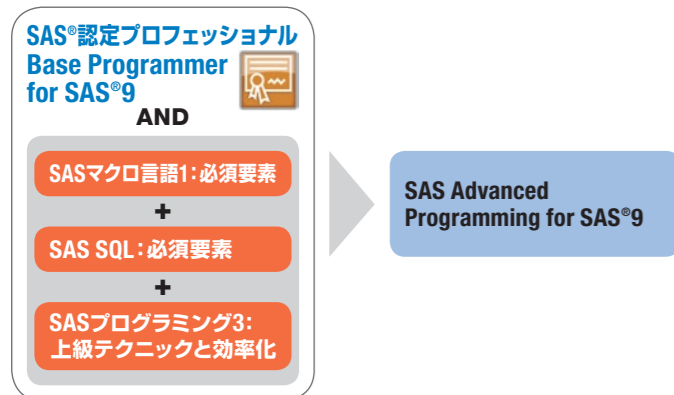 SAS®認定プロフェッショナル
Base Programmer
for SAS®9
AND
SASマクロ言語1：必須要素
+
SAS SQL：必須要素
+
SASプログラミング3：
上級テクニックと効率化
SAS Advanced
Programming for SAS®9